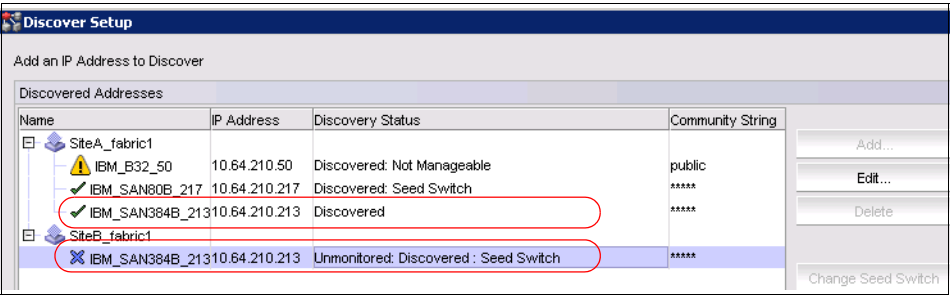 Discover Setup
Add an IP Address to Discover
Discovered Addresses
Name IP Address Discovery Status Community String
SiteA_fabric1
IBM_B32_50 10.64.210.50 Discovered: Not Manageable public
IBM_SAN80B_217 10.64.210.217 Discovered: Seed Switch *****
IBM_SAN384B_213 10.64.210.213 Discovered *****
SiteB_fabric1
IBM_SAN384B_213 10.64.210.213 Unmonitored: Discovered : Seed Switch *****
Add...
Edit...
Delete
Change Seed Switch